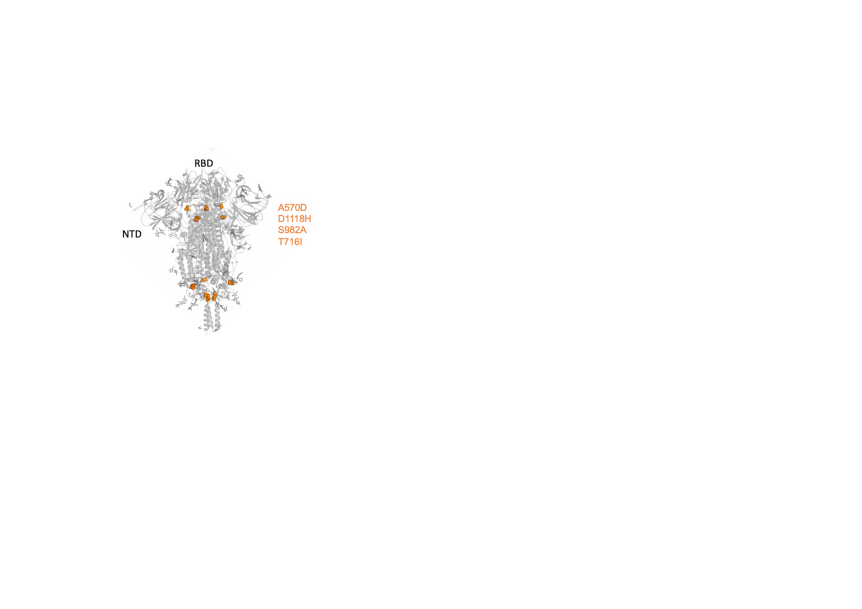 RBD
A570D
D1118H
S982A
NTD
T716I